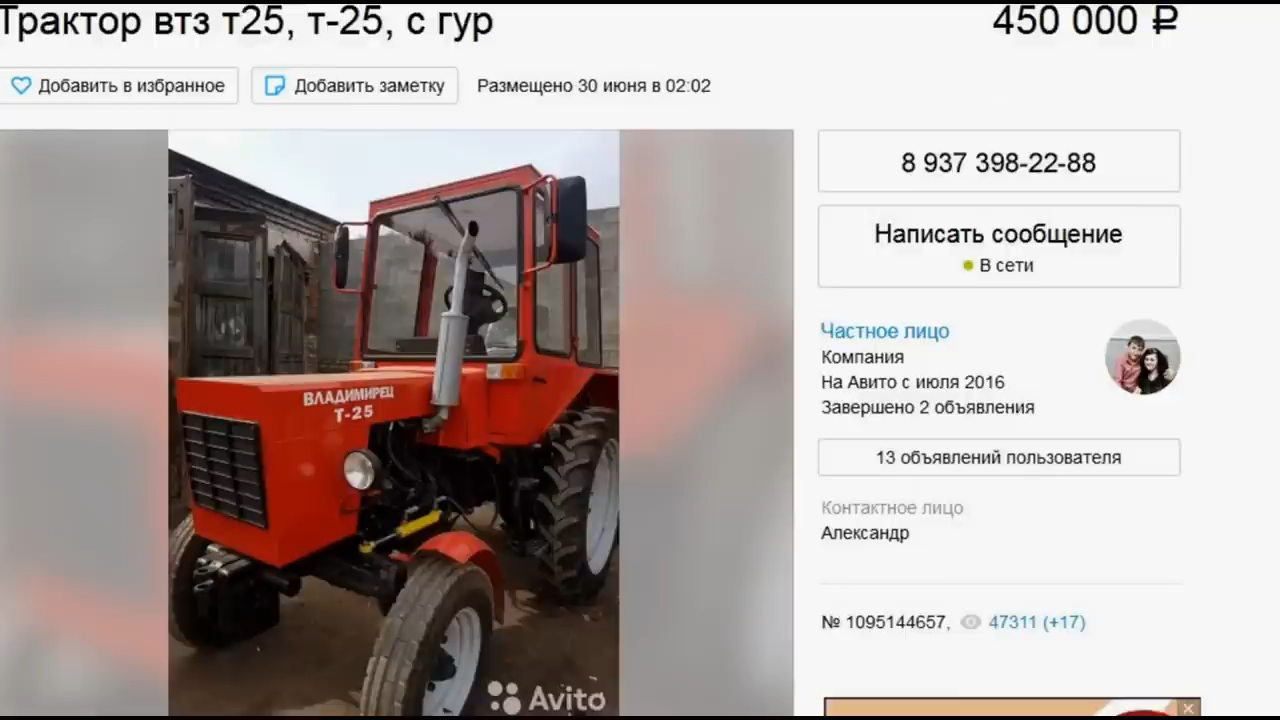 Трактор втз т25, т-25, с гур
450 000 ₽
Добавить в избранное
Добавить заметку
Размещено 30 июня в 02:02
8 937 398-22-88
Написать сообщение
В сети
Частное лицо
Компания
На Авито с июля 2016
Завершено 2 объявления
13 объявлений пользователя
Контактное лицо
Александр
№ 1095144657, 47311 (+17)
ВЛАДИМИРЕЦ
Т-25
Avito